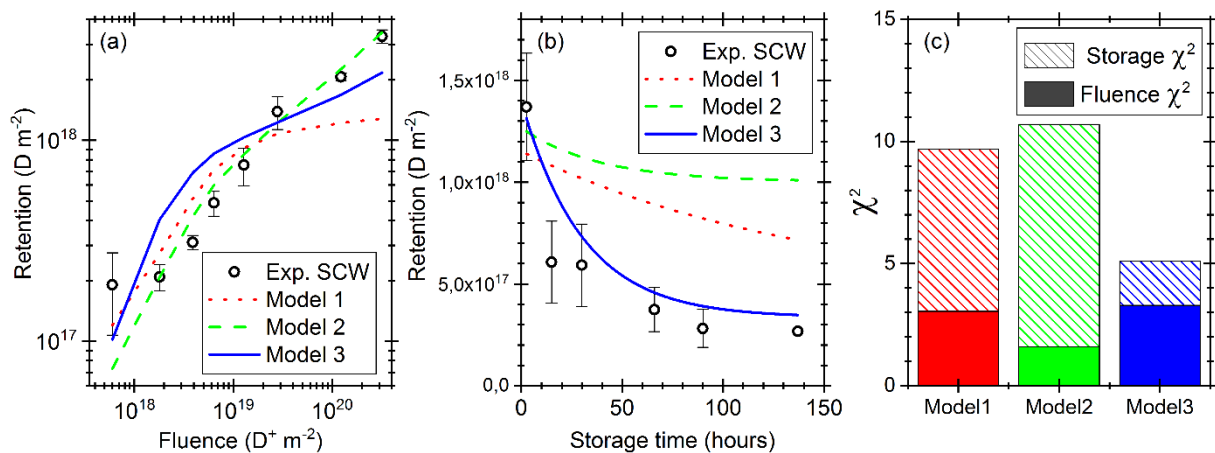 (a)
Retention (D m⁻²)
10¹⁸
10¹⁷
Exp. SCW
Model 1
Model 2
Model 3
10¹⁸ 10¹⁹ 10²⁰
Fluence (D⁺ m⁻²)
(b)
Retention (D m⁻²)
1,5x10¹⁸
1,0x10¹⁸
5,0x10¹⁷
0,0
Exp. SCW
Model 1
Model 2
Model 3
0 50 100 150
Storage time (hours)
(c)
χ²
15
10
5
0
Storage χ²
Fluence χ²
Model1 Model2 Model3